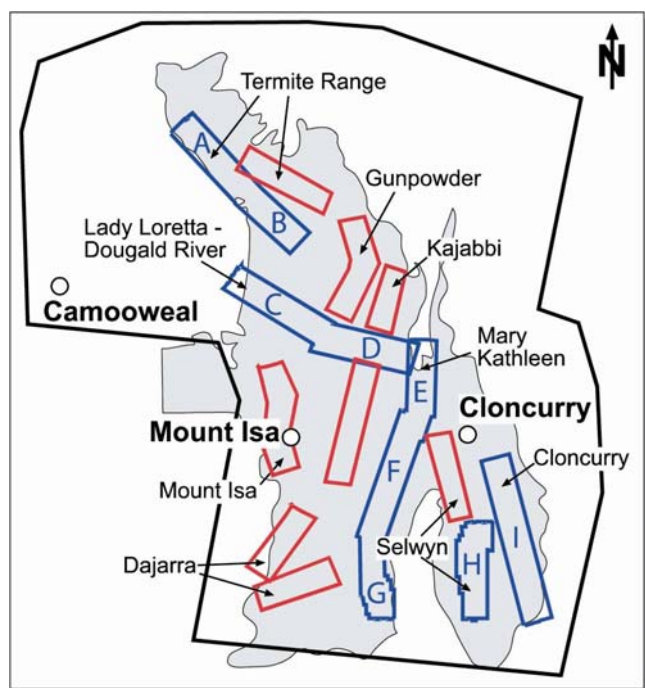 N
Termite Range
A
Gunpowder
B
Lady Loretta -
Dougald River
Kajabbi
Camooweal
C
Mary
Kathleen
D
E
Cloncurry
Mount Isa
Cloncurry
F
Mount Isa
I
Selwyn
Dajarra
H
G